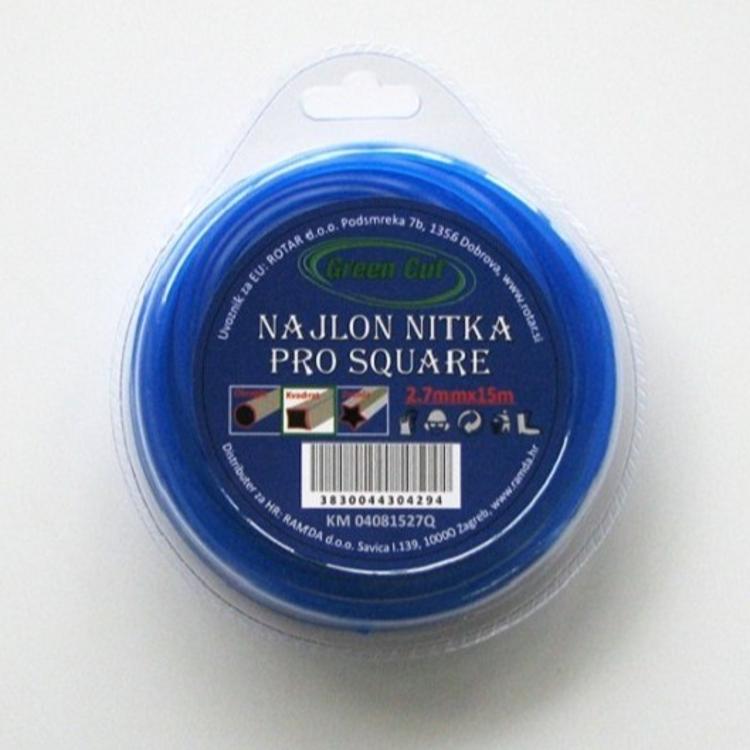 Uvoznik za EU: ROTAR d.o.o. Podsmreka 7b, 1356 Dobrova, www.rotar.si
Green Cut
NAJLON NITKA
PRO SQUARE
Kvadrat
2.7mmx15m
3830044304294
KM 04081527Q
Distributer za HR: RAMDA d.o.o. Savica I.139, 10000 Zagreb, www.ramda.hr